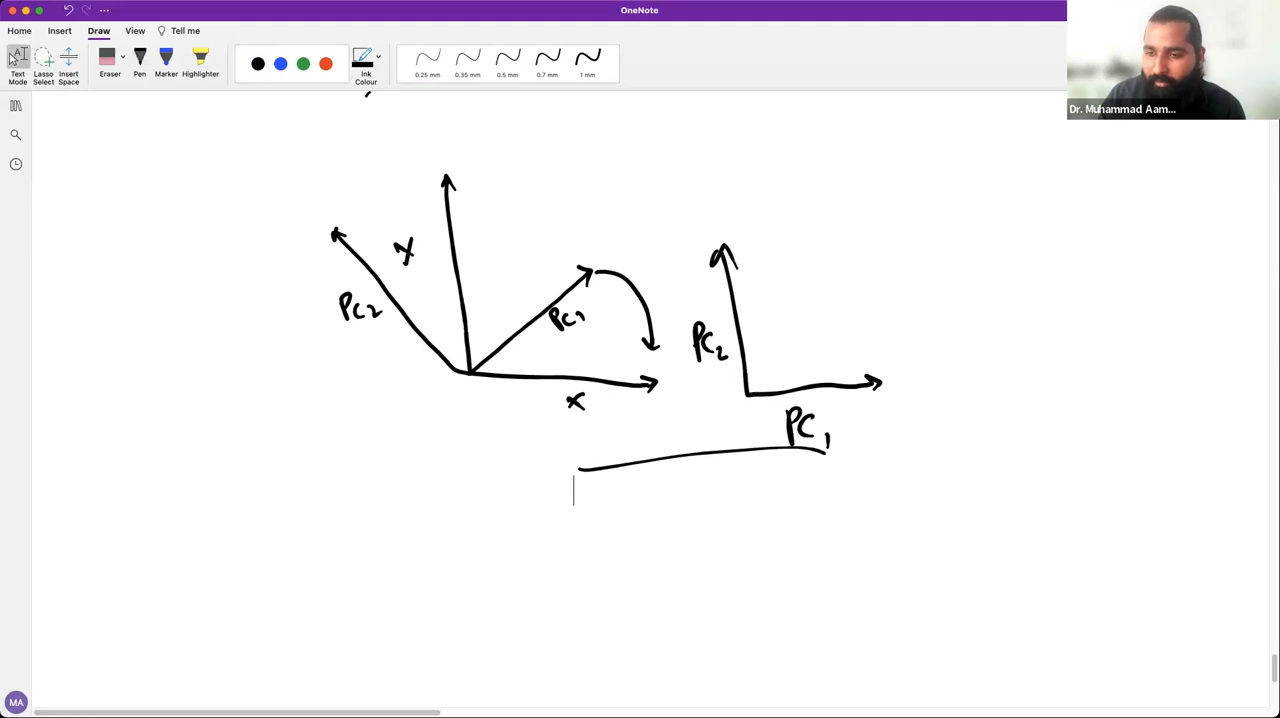 OneNote
Home Insert Draw View Tell me
Text Mode
Lasso Select
Insert Space
Eraser
Pen
Marker
Highlighter
Ink Colour
0.25 mm
0.35 mm
0.5 mm
0.7 mm
1 mm
Dr. Muhammad Aam...
PC2
PC1
x
PC2
PC1
MA